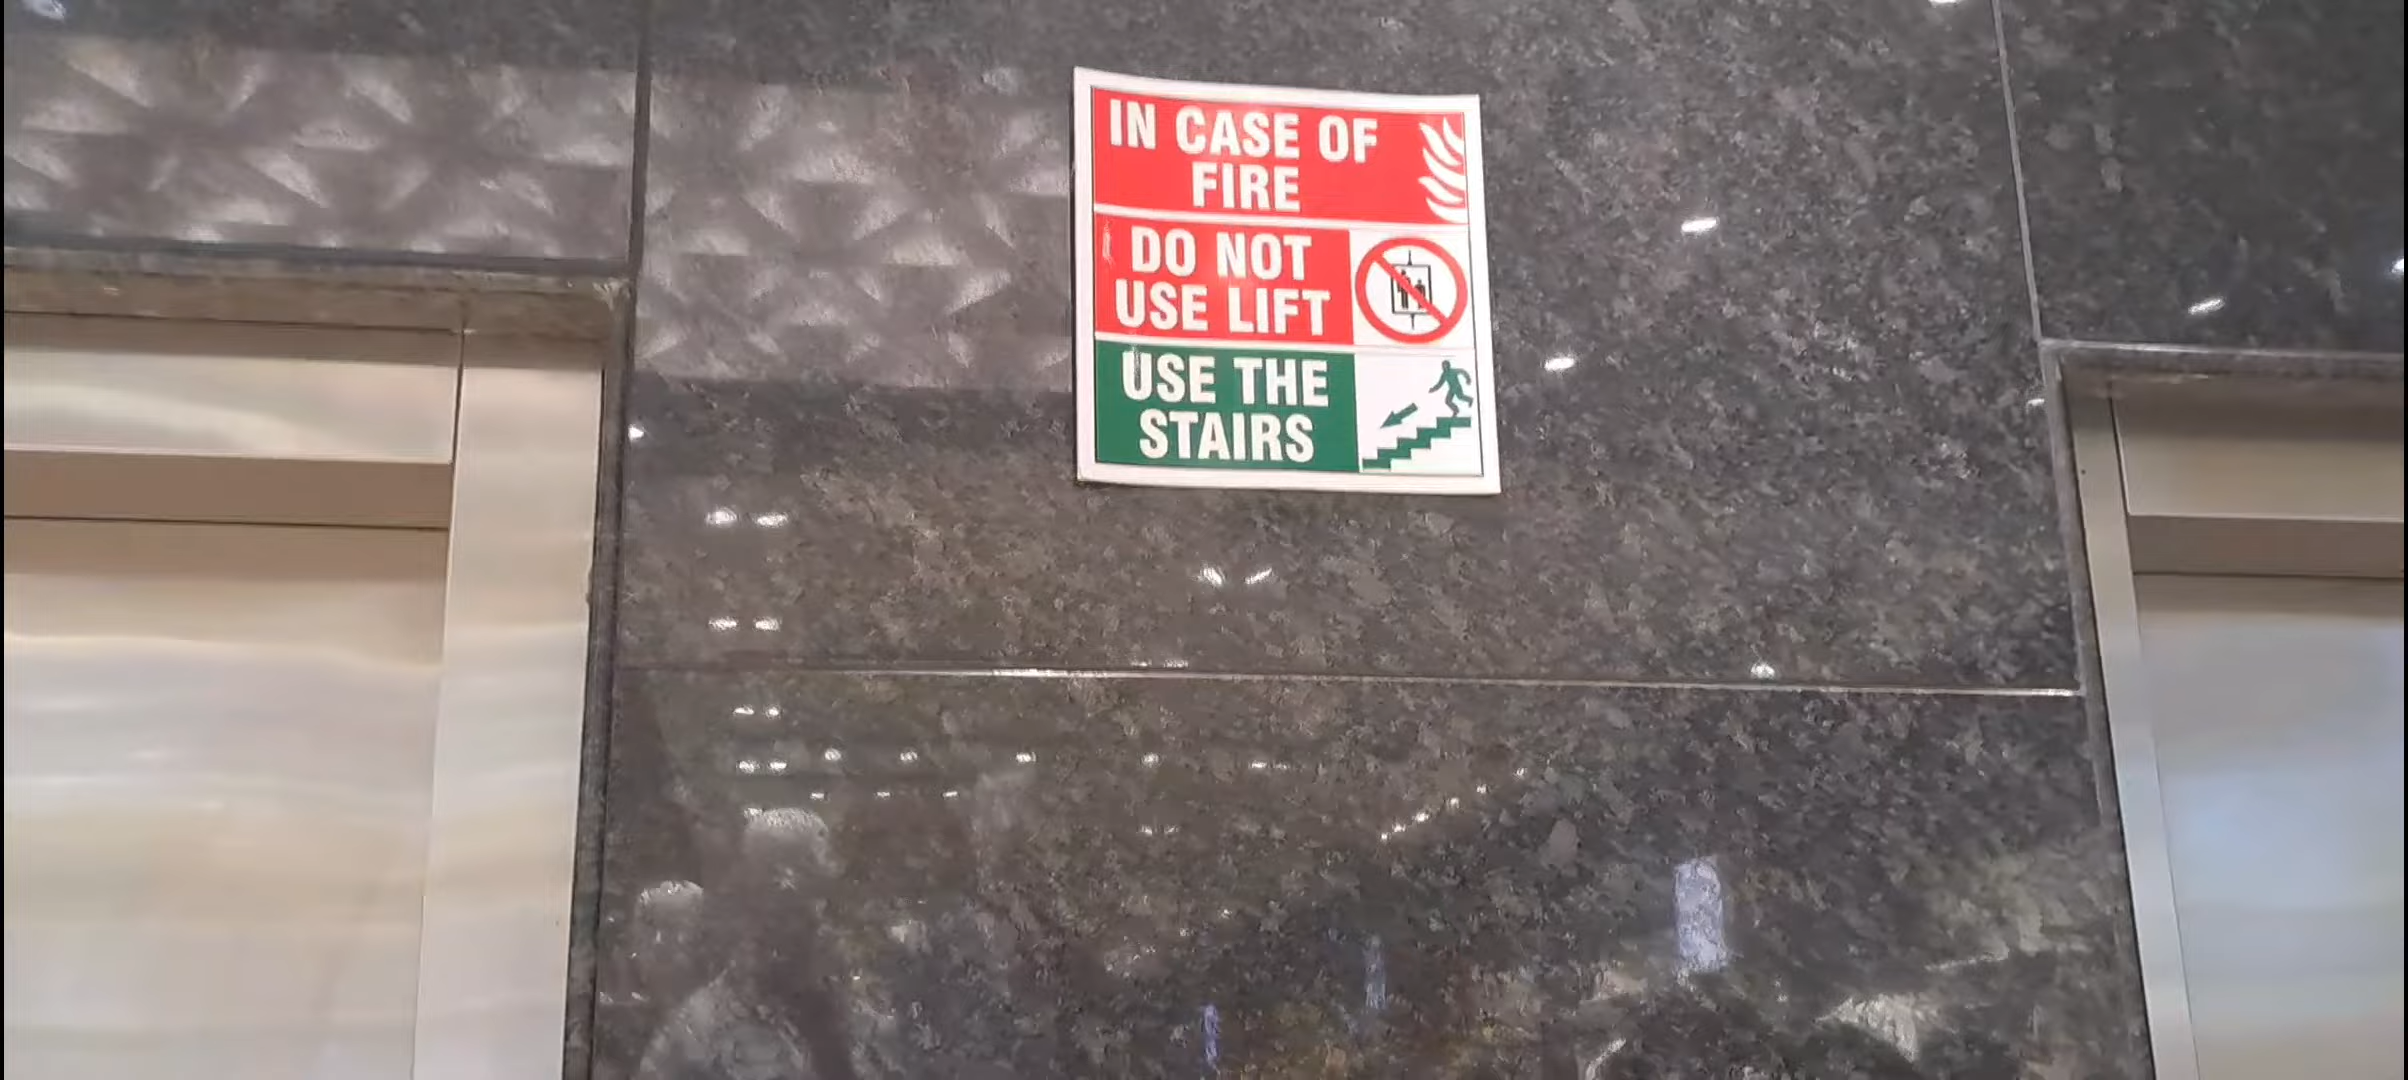 IN CASE OF
FIRE
DO NOT
USE LIFT
USE THE
STAIRS